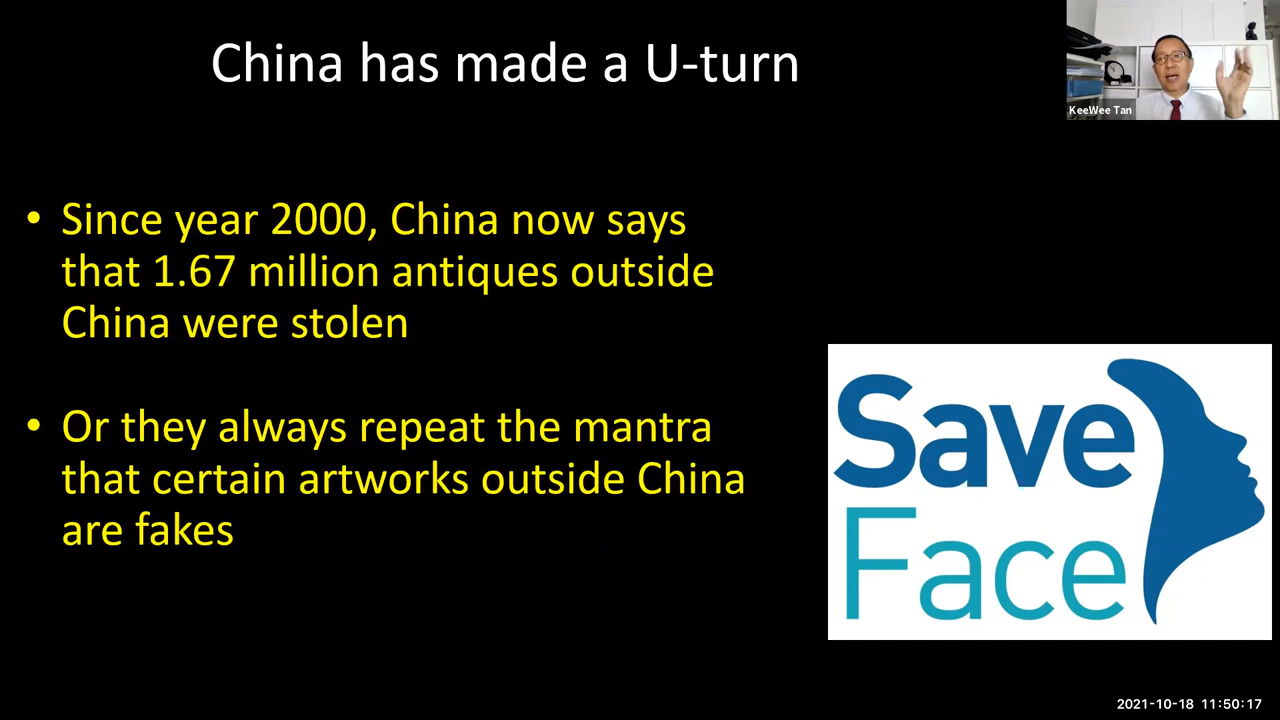 China has made a U-turn
KeeWee Tan
• Since year 2000, China now says
that 1.67 million antiques outside
China were stolen
• Or they always repeat the mantra
that certain artworks outside China
are fakes
Save
Face
2021-10-18 11:50:17